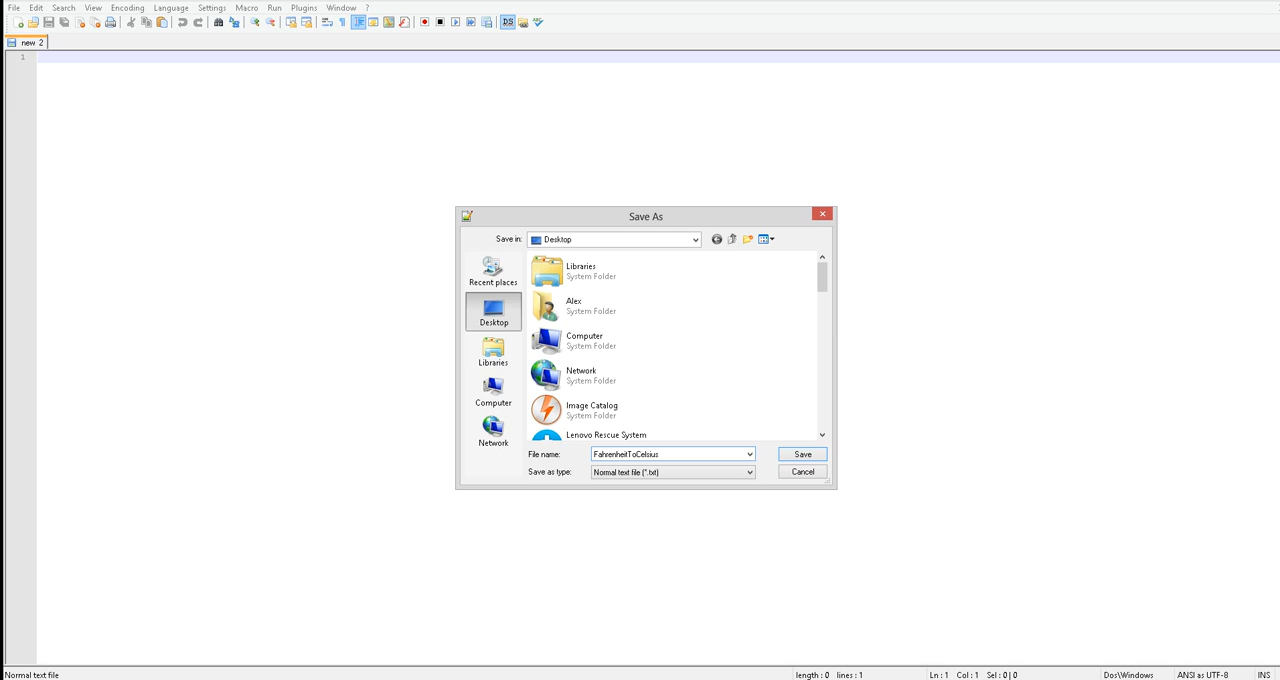 File Edit Search View Encoding Language Settings Macro Run Plugins Window ?
new 2
1
Save As
Save in: Desktop
Recent places
Desktop
Libraries
Computer
Network
Libraries
System Folder
Alex
System Folder
Computer
System Folder
Network
System Folder
Image Catalog
System Folder
Lenovo Rescue System
File name: FahrenheitToCelsius Save
Save as type: Normal text file (*.txt) Cancel
Normal text file length : 0 lines : 1 Ln : 1 Col : 1 Sel : 0 | 0 Dos\Windows ANSI as UTF-8 INS